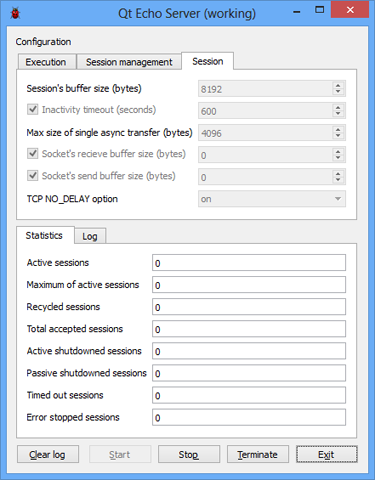 Qt Echo Server (working)
Configuration
Execution Session management Session
Session's buffer size (bytes) 8192
Inactivity timeout (seconds) 600
Max size of single async transfer (bytes) 4096
Socket's recieve buffer size (bytes) 0
Socket's send buffer size (bytes) 0
TCP NO_DELAY option on
Statistics Log
Active sessions 0
Maximum of active sessions 0
Recycled sessions 0
Total accepted sessions 0
Active shutdowned sessions 0
Passive shutdowned sessions 0
Timed out sessions 0
Error stopped sessions 0
Clear log Start Stop Terminate Exit